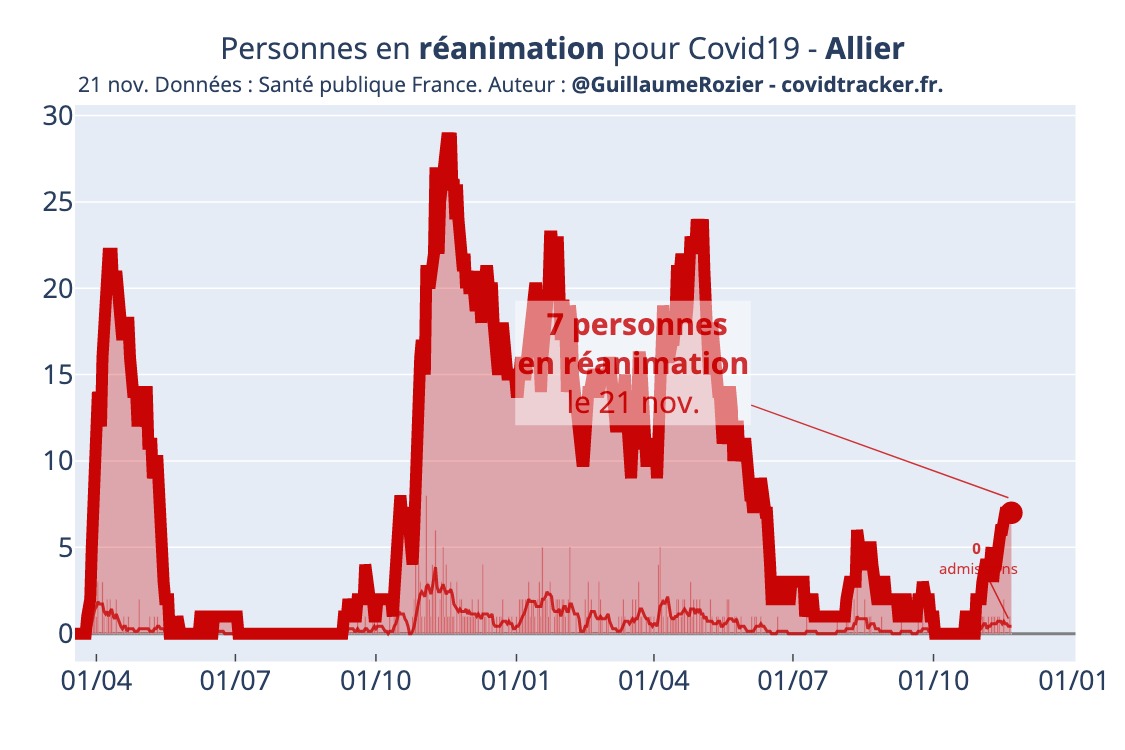 Personnes en réanimation pour Covid19 - Allier
21 nov. Données : Santé publique France. Auteur : @GuillaumeRozier - covidtracker.fr.
30
25
20
15
10
5
0
7 personnes
en réanimation
le 21 nov.
0
admissions
01/04
01/07
01/10
01/01
01/04
01/07
01/10
01/01